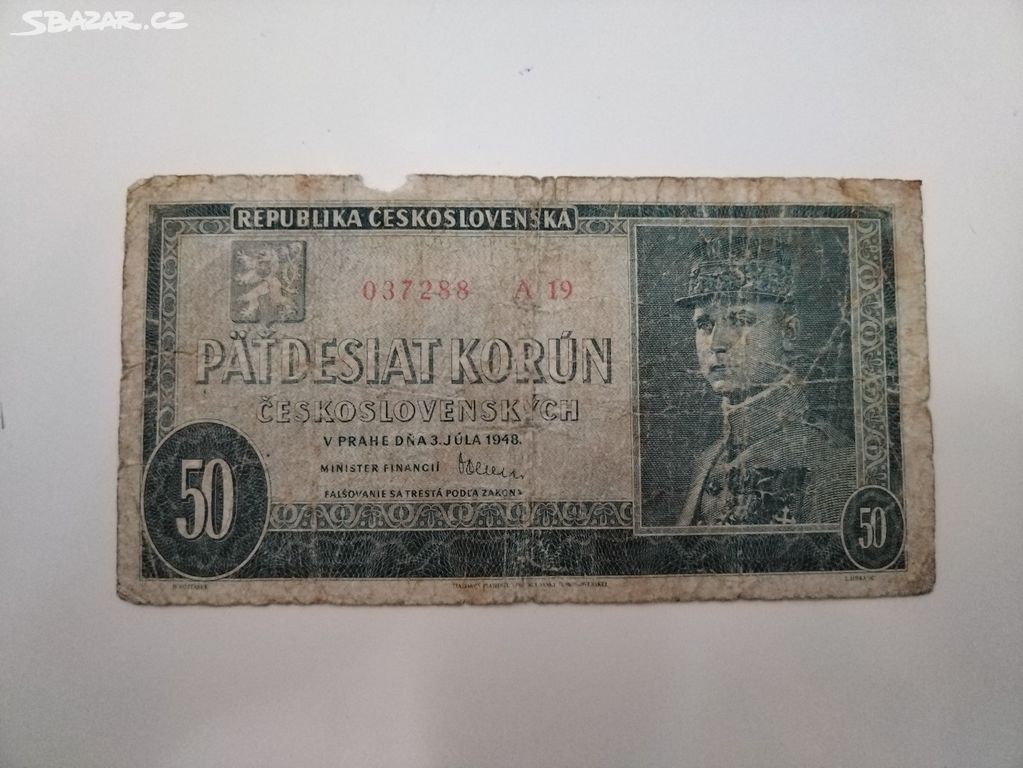 SBAZAR.CZ
REPUBLIKA ČESKOSLOVENSKÁ
037288 A 19
PÄŤDESIAT KORÚN
ČESKOSLOVENSKÝCH
V PRAHE DŇA 3. JÚLA 1948.
MINISTER FINANCIÍ
FALŠOVANIE SA TRESTÁ PODĽA ZÁKONA
50
50